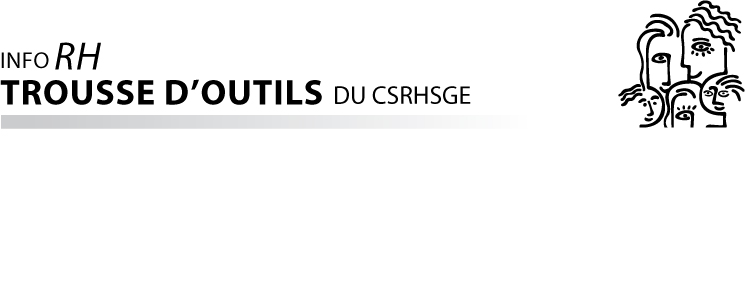 INFO RH
TROUSSE D'OUTILS DU CSRHSGE